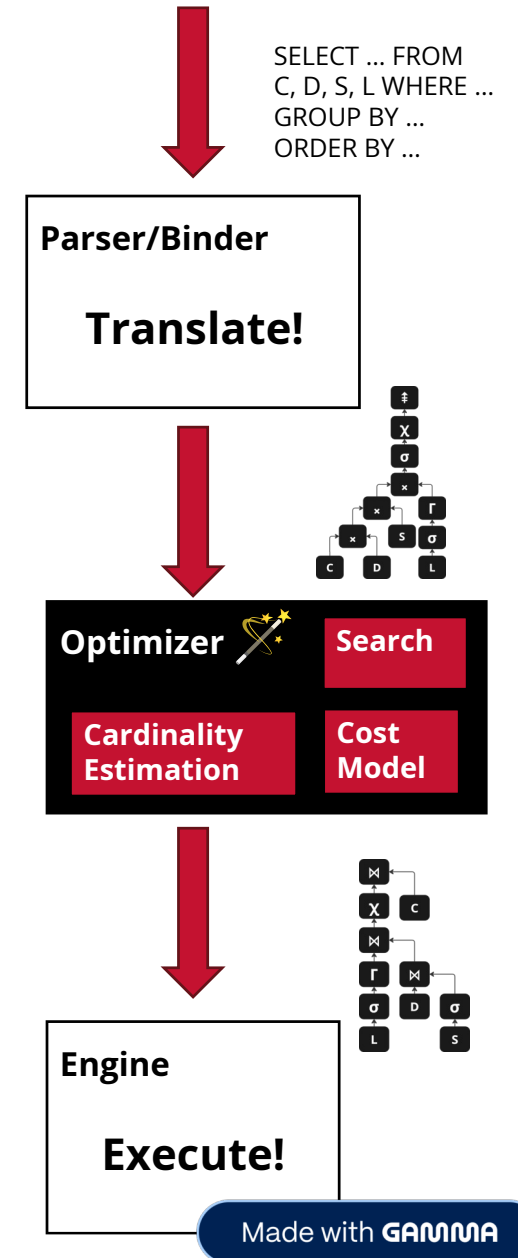 SELECT ... FROM
C, D, S, L WHERE ...
GROUP BY ...
ORDER BY ...
Parser/Binder
Translate!
χ
σ
×
×
Γ
×
S
σ
C
D
L
Optimizer
Search
Cardinality
Estimation
Cost
Model
⋈
χ
C
⋈
Γ
⋈
σ
D
σ
L
S
Engine
Execute!
Made with GAMMA